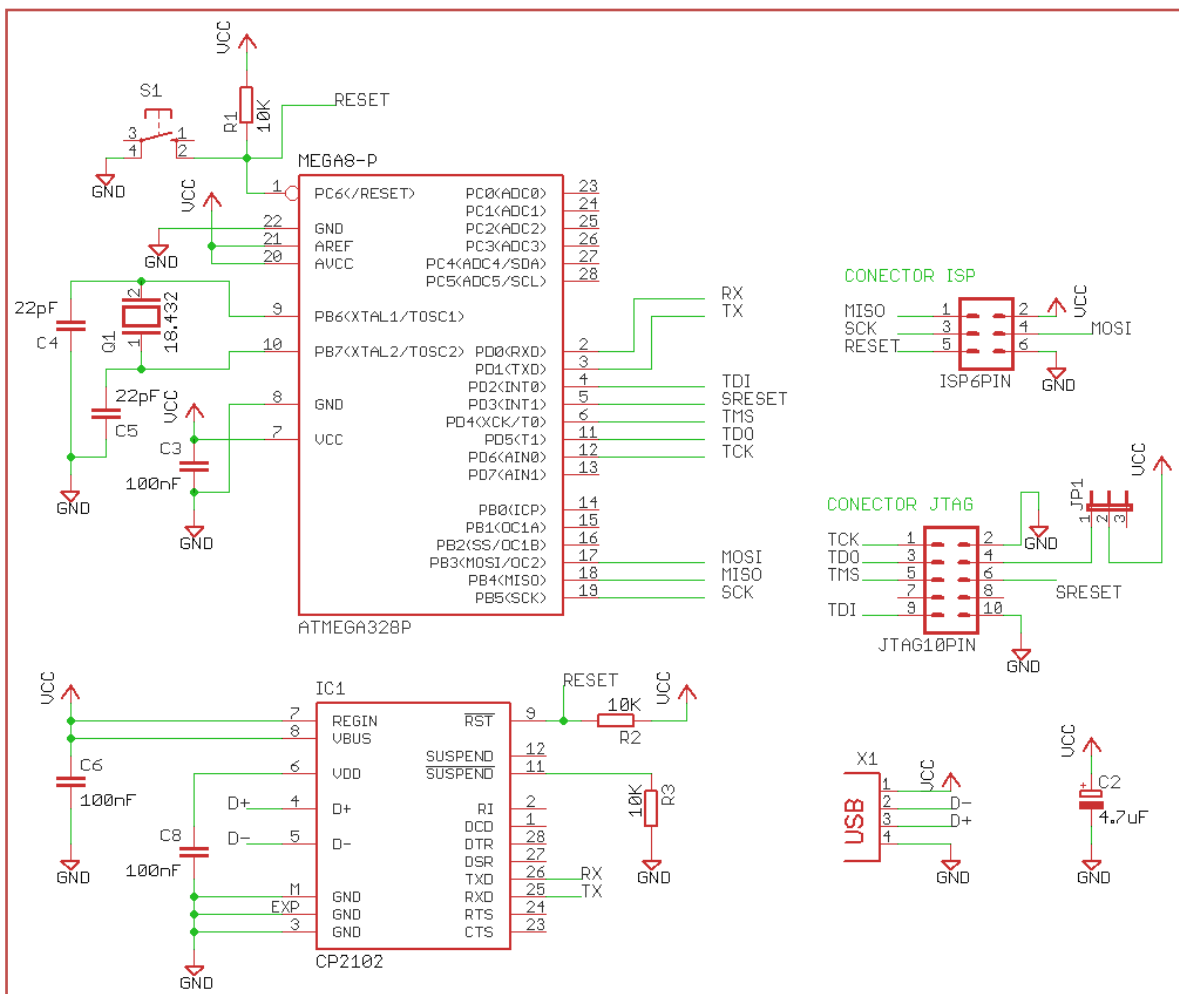 VCC
S1
3
1
4
2
GND
R1
10K
RESET
MEGA8-P
VCC
1
PC6(/RESET)
22
GND
21
AREF
20
AVCC
9
PB6(XTAL1/TOSC1)
10
PB7(XTAL2/TOSC2)
8
GND
7
VCC
PC0(ADC0)
23
PC1(ADC1)
24
PC2(ADC2)
25
PC3(ADC3)
26
PC4(ADC4/SDA)
27
PC5(ADC5/SCL)
28
PD0(RXD)
2
RX
PD1(TXD)
3
TX
PD2(INT0)
4
TDI
PD3(INT1)
5
SRESET
PD4(XCK/T0)
6
TMS
PD5(T1)
11
TDO
PD6(AIN0)
12
TCK
PD7(AIN1)
13
PB0(ICP)
14
PB1(OC1A)
15
PB2(SS/OC1B)
16
PB3(MOSI/OC2)
17
MOSI
PB4(MISO)
18
MISO
PB5(SCK)
19
SCK
ATMEGA328P
GND
22pF
C4
2
Q1
1
18.432
22pF
C5
GND
VCC
C3
100nF
GND
CONECTOR ISP
MISO
1
2
VCC
SCK
3
4
MOSI
RESET
5
6
ISP6PIN
GND
CONECTOR JTAG
TCK
1
2
GND
TDO
3
4
TMS
5
6
SRESET
7
8
TDI
9
10
JTAG10PIN
GND
JP1
1
2
3
VCC
VCC
C6
100nF
GND
IC1
7
REGIN
8
VBUS
6
VDD
D+
4
D+
D-
5
D-
M
GND
EXP
GND
3
GND
C8
100nF
GND
RST
9
RESET
10K
R2
VCC
SUSPEND
12
SUSPEND
11
10K
R3
GND
RI
2
DCD
1
DTR
28
DSR
27
TXD
26
RX
RXD
25
TX
RTS
24
CTS
23
CP2102
X1
USB
1
VCC
2
D-
3
D+
4
GND
VCC
+
C2
4.7uF
GND